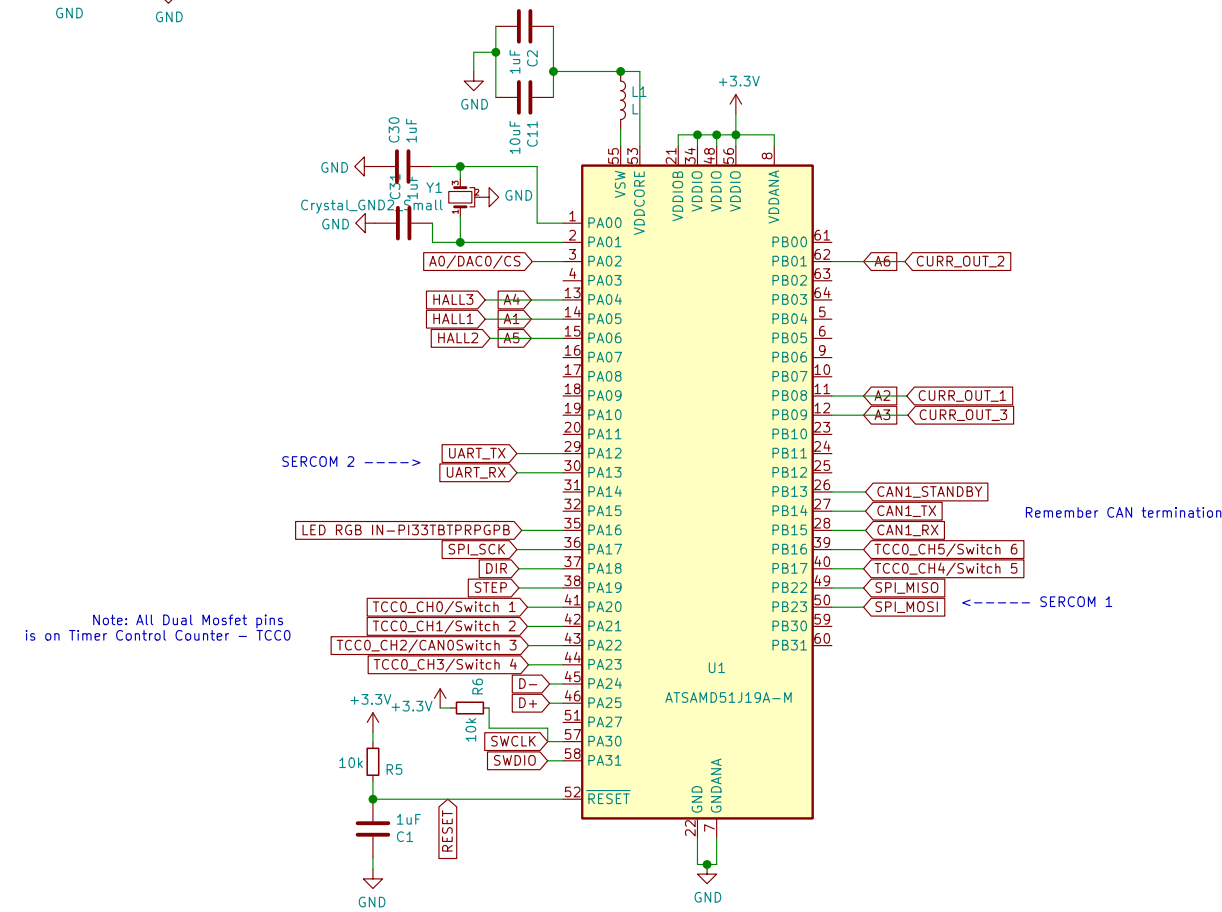 GND
GND
1uF
C2
GND
10uF
C11
L1
L
+3.3V
C30
1uF
GND
C31
1uF
Y1
3
2
1
GND
Crystal_GND2_Small
GND
55
53
21
34
48
56
8
VSW
VDDCORE
VDDIOB
VDDIO
VDDIO
VDDIO
VDDANA
1 PA00
2 PA01
A0/DAC0/CS 3 PA02
4 PA03
HALL3 A4 13 PA04
HALL1 A1 14 PA05
HALL2 A5 15 PA06
16 PA07
17 PA08
18 PA09
19 PA10
20 PA11
SERCOM 2 ---->
UART_TX 29 PA12
UART_RX 30 PA13
31 PA14
32 PA15
LED RGB IN-PI33TBTPRPGPB 35 PA16
SPI_SCK 36 PA17
DIR 37 PA18
STEP 38 PA19
TCC0_CH0/Switch 1 41 PA20
TCC0_CH1/Switch 2 42 PA21
TCC0_CH2/CAN0Switch 3 43 PA22
TCC0_CH3/Switch 4 44 PA23
D- 45 PA24
D+ 46 PA25
51 PA27
SWCLK 57 PA30
SWDIO 58 PA31
52 RESET
PB00 61
PB01 62 A6 CURR_OUT_2
PB02 63
PB03 64
PB04 5
PB05 6
PB06 9
PB07 10
PB08 11 A2 CURR_OUT_1
PB09 12 A3 CURR_OUT_3
PB10 23
PB11 24
PB12 25
PB13 26 CAN1_STANDBY
PB14 27 CAN1_TX
PB15 28 CAN1_RX
Remember CAN termination
PB16 39 TCC0_CH5/Switch 6
PB17 40 TCC0_CH4/Switch 5
PB22 49 SPI_MISO
PB23 50 SPI_MOSI
<----- SERCOM 1
PB30 59
PB31 60
U1
ATSAMD51J19A-M
Note: All Dual Mosfet pins
is on Timer Control Counter - TCC0
+3.3V
+3.3V
R6
10k
10k
R5
RESET
1uF
C1
GND
GND
GNDANA
22
7
GND